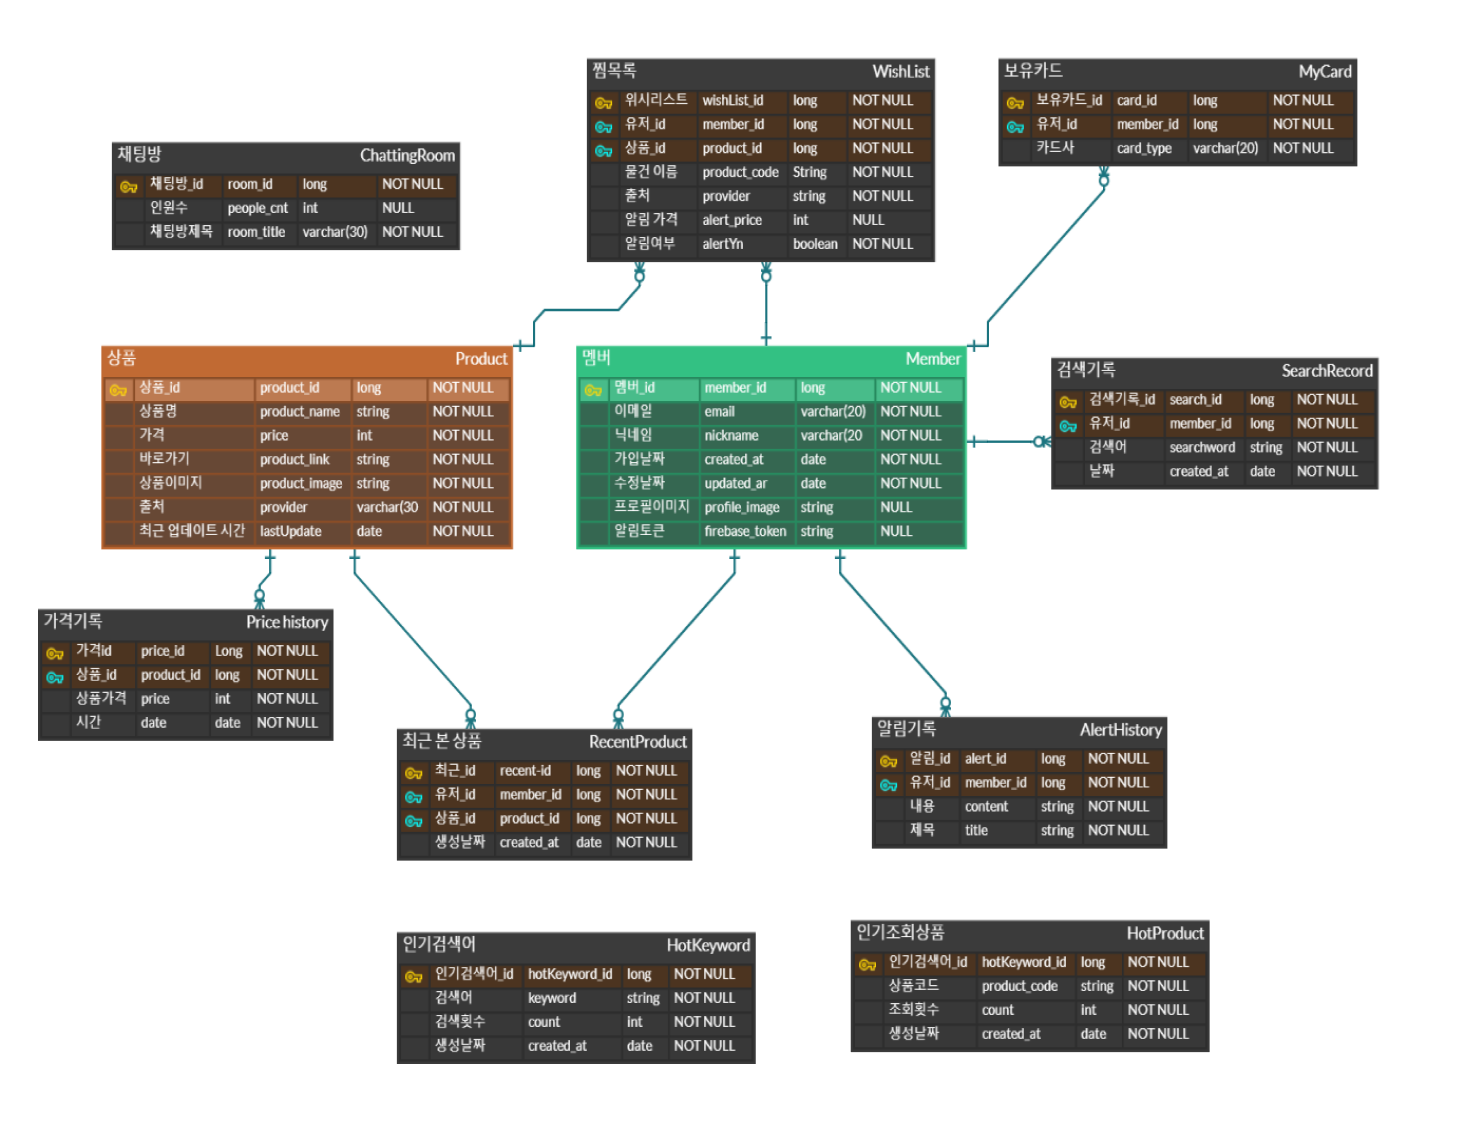 찜목록 WishList
위시리스트 wishList_id long NOT NULL
유저_id member_id long NOT NULL
상품_id product_id long NOT NULL
물건 이름 product_code String NOT NULL
출처 provider string NOT NULL
알림 가격 alert_price int NULL
알림여부 alertYn boolean NOT NULL
보유카드 MyCard
보유카드_id card_id long NOT NULL
유저_id member_id long NOT NULL
카드사 card_type varchar(20) NOT NULL
채팅방 ChattingRoom
채팅방_id room_id long NOT NULL
인원수 people_cnt int NULL
채팅방제목 room_title varchar(30) NOT NULL
상품 Product
상품_id product_id long NOT NULL
상품명 product_name string NOT NULL
가격 price int NOT NULL
바로가기 product_link string NOT NULL
상품이미지 product_image string NOT NULL
출처 provider varchar(30 NOT NULL
최근 업데이트 시간 lastUpdate date NOT NULL
멤버 Member
멤버_id member_id long NOT NULL
이메일 email varchar(20) NOT NULL
닉네임 nickname varchar(20 NOT NULL
가입날짜 created_at date NOT NULL
수정날짜 updated_ar date NOT NULL
프로필이미지 profile_image string NULL
알림토큰 firebase_token string NULL
검색기록 SearchRecord
검색기록_id search_id long NOT NULL
유저_id member_id long NOT NULL
검색어 searchword string NOT NULL
날짜 created_at date NOT NULL
가격기록 Price history
가격id price_id Long NOT NULL
상품_id product_id long NOT NULL
상품가격 price int NOT NULL
시간 date date NOT NULL
최근 본 상품 RecentProduct
최근_id recent-id long NOT NULL
유저_id member_id long NOT NULL
상품_id product_id long NOT NULL
생성날짜 created_at date NOT NULL
알림기록 AlertHistory
알림_id alert_id long NOT NULL
유저_id member_id long NOT NULL
내용 content string NOT NULL
제목 title string NOT NULL
인기검색어 HotKeyword
인기검색어_id hotKeyword_id long NOT NULL
검색어 keyword string NOT NULL
검색횟수 count int NOT NULL
생성날짜 created_at date NOT NULL
인기조회상품 HotProduct
인기검색어_id hotKeyword_id long NOT NULL
상품코드 product_code string NOT NULL
조회횟수 count int NOT NULL
생성날짜 created_at date NOT NULL